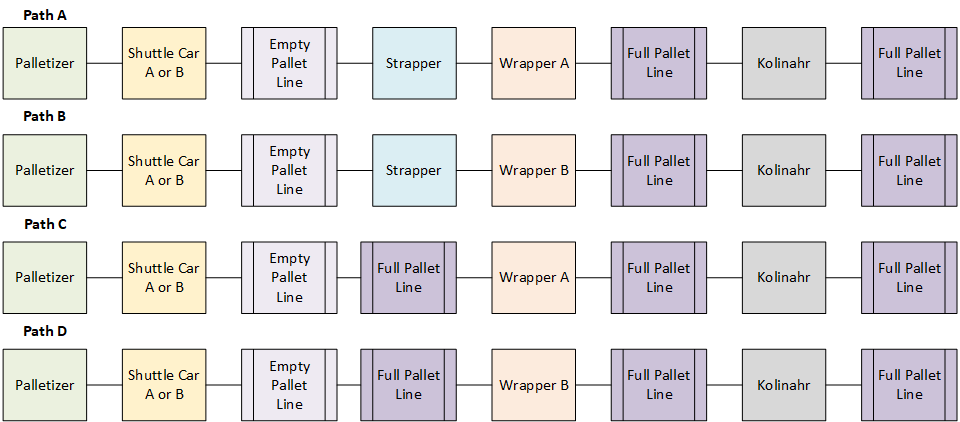 Path A
Palletizer
Shuttle Car
A or B
Empty
Pallet
Line
Strapper
Wrapper A
Full Pallet
Line
Kolinahr
Full Pallet
Line
Path B
Palletizer
Shuttle Car
A or B
Empty
Pallet
Line
Strapper
Wrapper B
Full Pallet
Line
Kolinahr
Full Pallet
Line
Path C
Palletizer
Shuttle Car
A or B
Empty
Pallet
Line
Full Pallet
Line
Wrapper A
Full Pallet
Line
Kolinahr
Full Pallet
Line
Path D
Palletizer
Shuttle Car
A or B
Empty
Pallet
Line
Full Pallet
Line
Wrapper B
Full Pallet
Line
Kolinahr
Full Pallet
Line